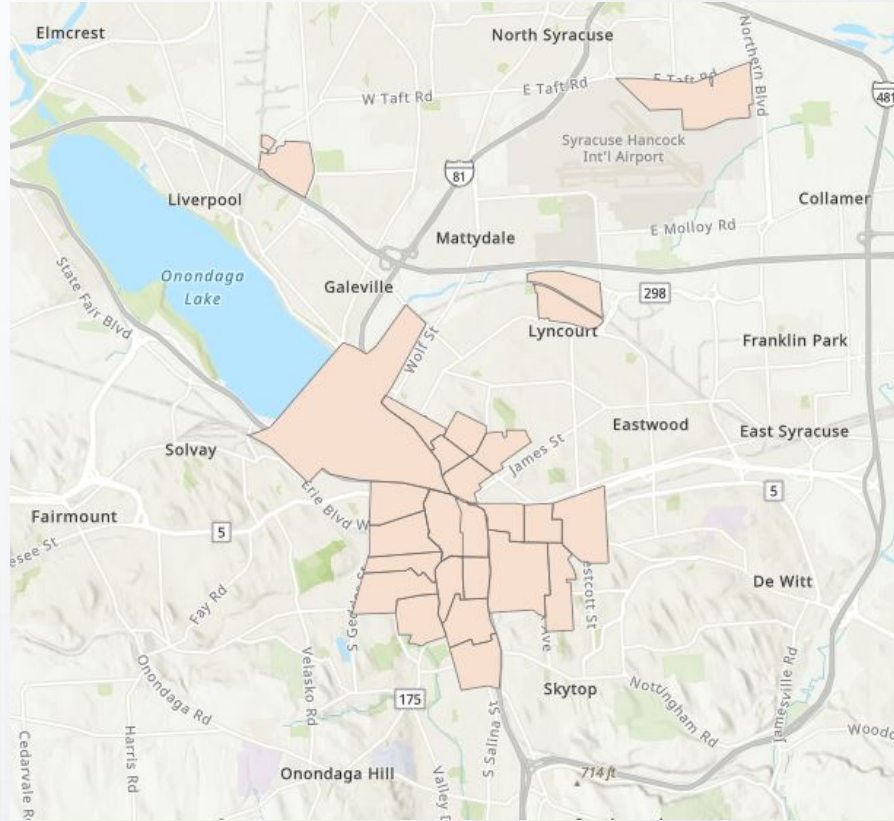 Elmcrest
North Syracuse
Northern Blvd
E Taft Rd
E Taft Rd
W Taft Rd
481
Syracuse Hancock
Int'l Airport
81
Liverpool
Collamer
E Molloy Rd
Mattydale
State Fair Blvd
Onondaga
Lake
Galeville
298
Lyncourt
Wolf St
Franklin Park
Eastwood
East Syracuse
Solvay
James St
5
Erie Blvd W
Fairmount
5
esee St
estcott St
De Witt
Fay Rd
S Geddes St
Ave
Velasko Rd
Onondaga Rd
175
Skytop
Nottingham Rd
Jamesville Rd
S Salina St
Harris Rd
Cedarvale R
Woodc
Onondaga Hill
Valley D
714 ft